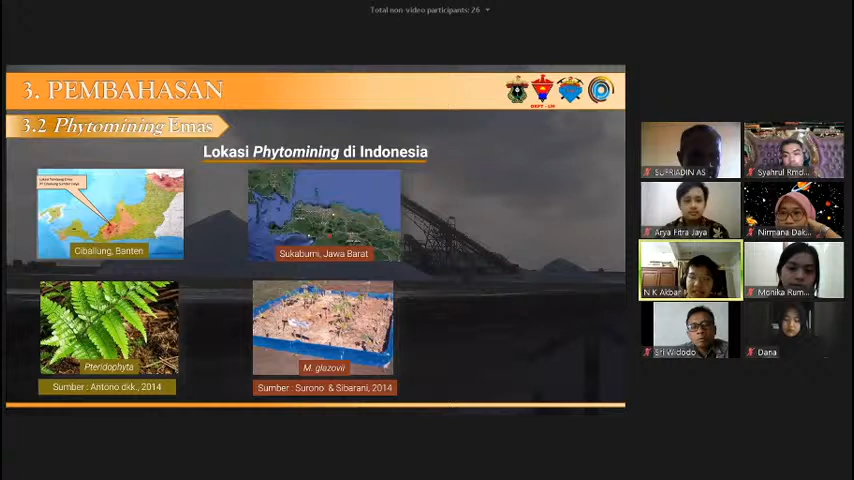 Total non-video participants: 26
3. PEMBAHASAN
3.2 Phytomining Emas
Lokasi Phytomining di Indonesia
Cibaliung, Banten
Sukabumi, Jawa Barat
Pteridophyta
M. glazovii
Sumber : Antono dkk., 2014
Sumber : Surono & Sibarani, 2014
SUFRIADIN AS
Syahrul Rmd...
Arya Fitra Jaya
Nirmana Dak...
N K Akbar
Monika Rum...
Sri Widodo
Dana